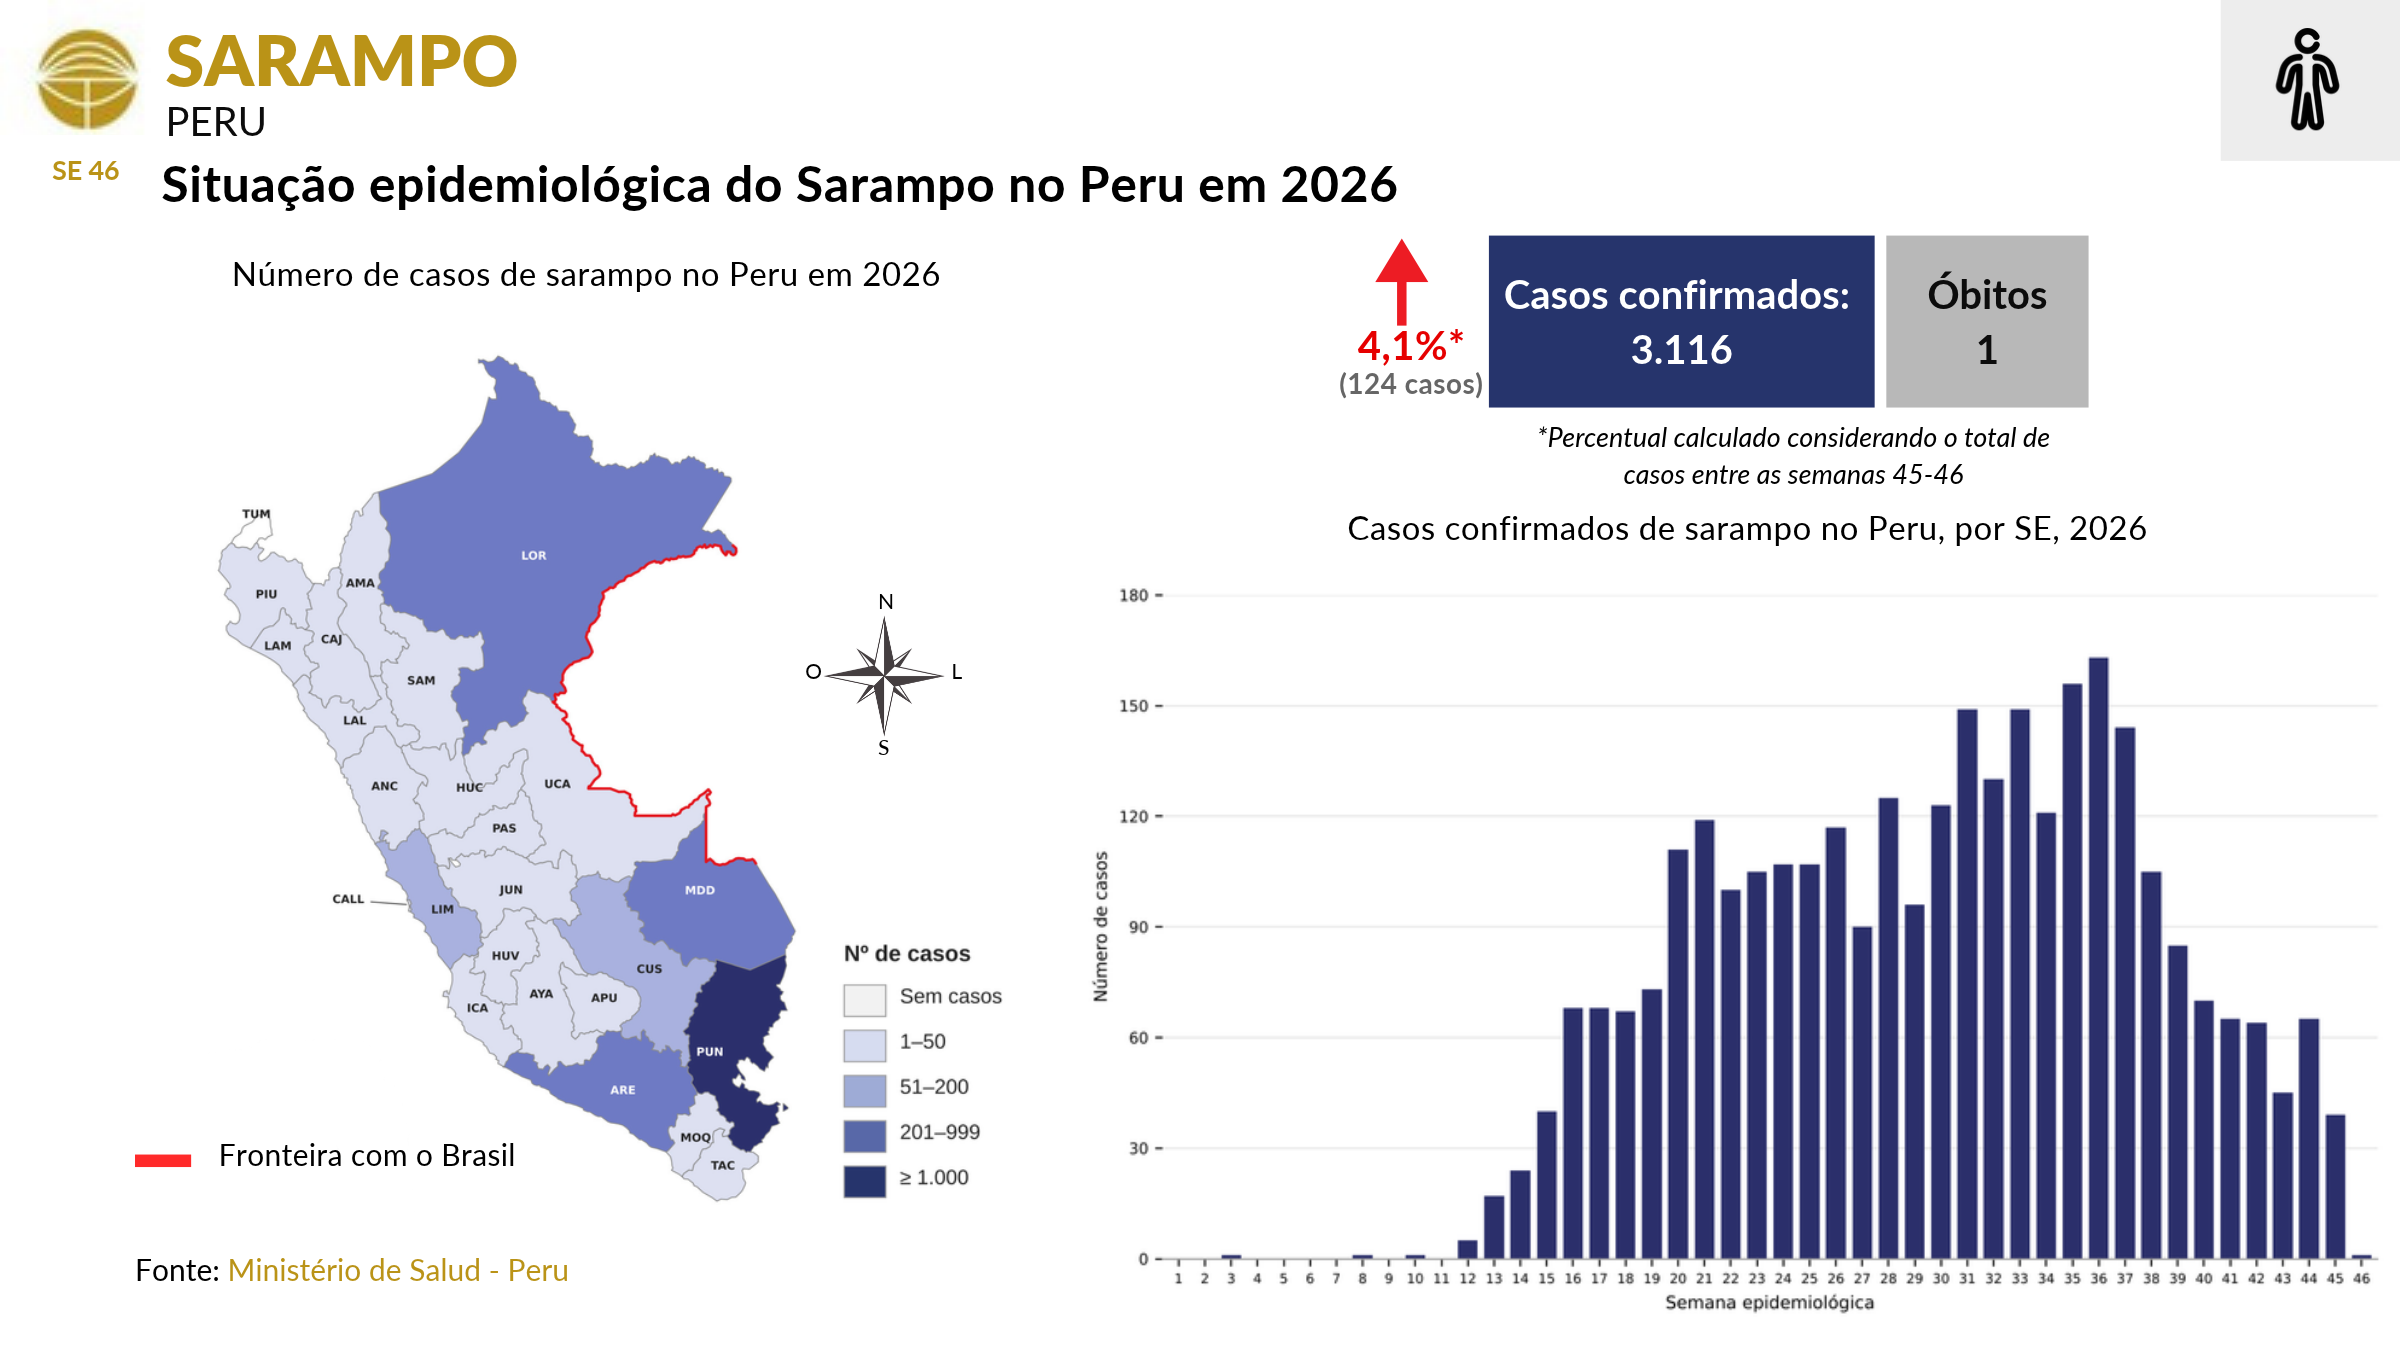 SARAMPO
PERU
SE 46
Situação epidemiológica do Sarampo no Peru em 2026
Número de casos de sarampo no Peru em 2026
TUM
LOR
AMA
PIU
CAJ
LAM
SAM
LAL
ANC
HUC
UCA
PAS
JUN
MDD
CALL
LIM
HUV
CUS
AYA
APU
ICA
PUN
ARE
MOQ
TAC
N
O
L
S
Nº de casos
Sem casos
1–50
51–200
201–999
≥ 1.000
Fronteira com o Brasil
Fonte: Ministério de Salud - Peru
4,1%*
(124 casos)
Casos confirmados:
3.116
Óbitos
1
*Percentual calculado considerando o total de
casos entre as semanas 45-46
Casos confirmados de sarampo no Peru, por SE, 2026
Número de casos
180
150
120
90
60
30
0
1 2 3 4 5 6 7 8 9 10 11 12 13 14 15 16 17 18 19 20 21 22 23 24 25 26 27 28 29 30 31 32 33 34 35 36 37 38 39 40 41 42 43 44 45 46
Semana epidemiológica